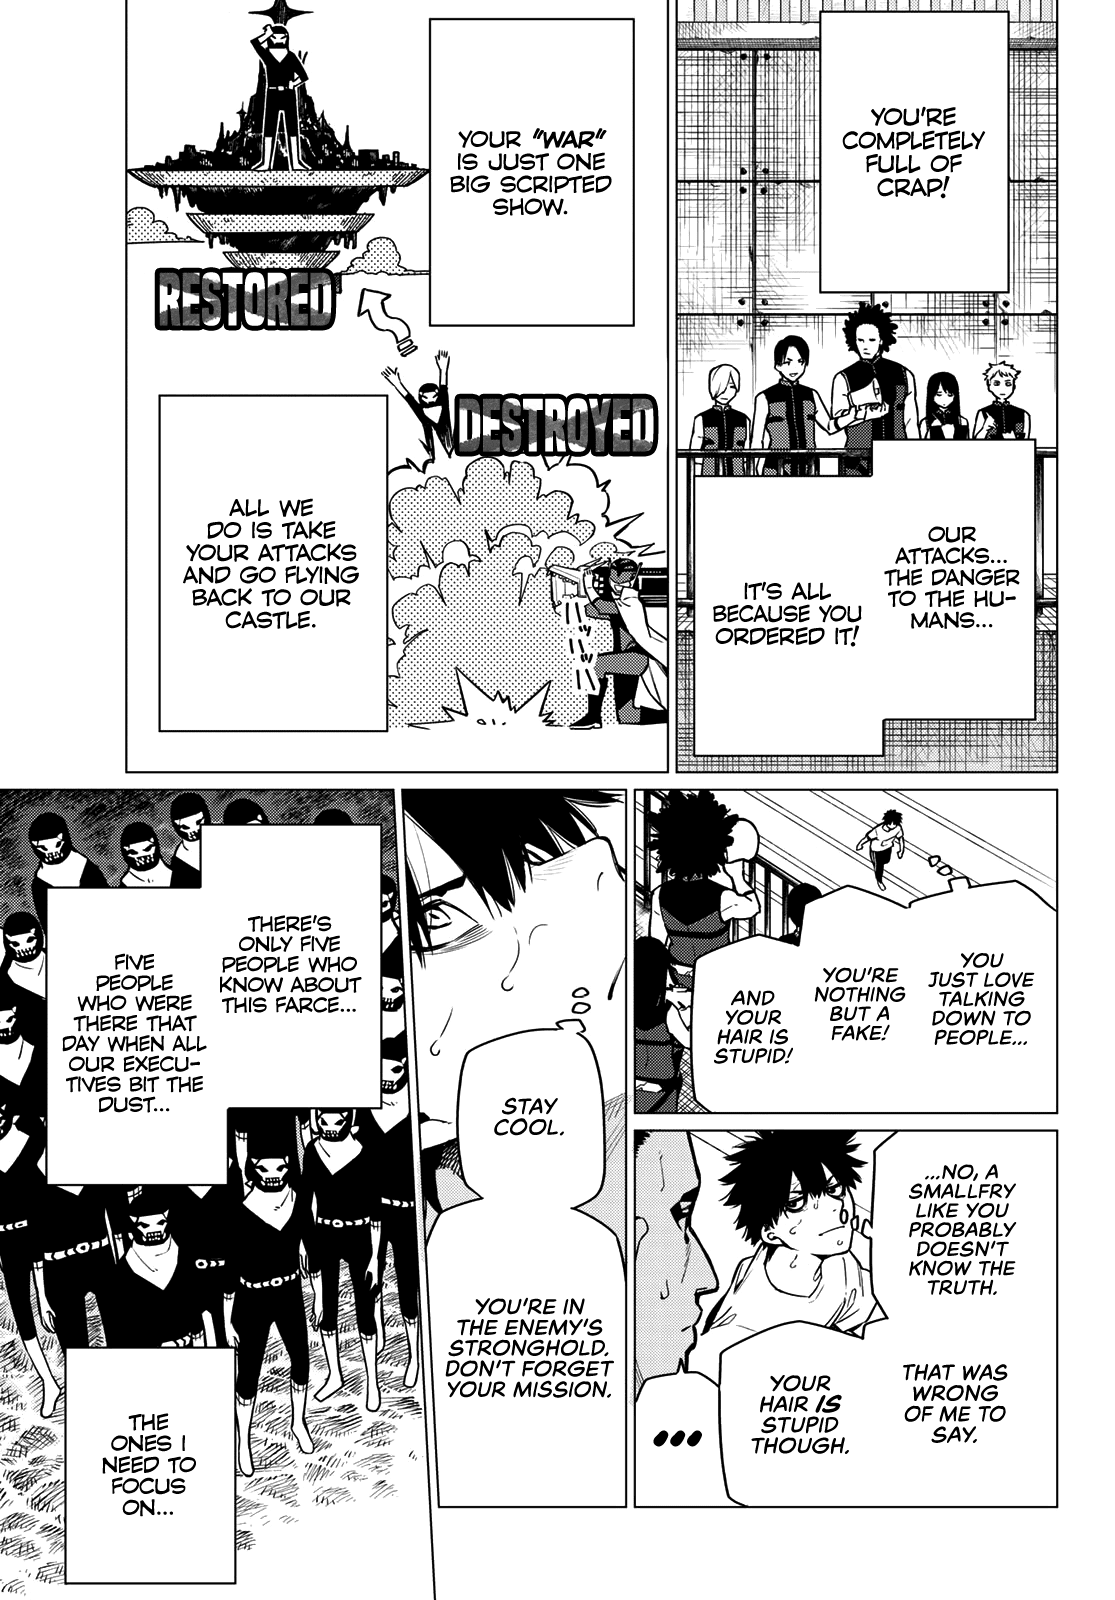 YOU'RE
COMPLETELY
FULL OF
CRAP!
OUR
ATTACKS...
THE DANGER
TO THE HU-
MANS...
IT'S ALL
BECAUSE YOU
ORDERED IT!
YOUR "WAR"
IS JUST ONE
BIG SCRIPTED
SHOW.
RESTORED
DESTROYED
ALL WE
DO IS TAKE
YOUR ATTACKS
AND GO FLYING
BACK TO OUR
CASTLE.
YOU
JUST LOVE
TALKING
DOWN TO
PEOPLE...
YOU'RE
NOTHING
BUT A
FAKE!
AND
YOUR
HAIR IS
STUPID!
...NO, A
SMALLFRY
LIKE YOU
PROBABLY
DOESN'T
KNOW THE
TRUTH.
THAT WAS
WRONG
OF ME TO
SAY.
YOUR
HAIR IS
STUPID
THOUGH.
...
STAY
COOL.
YOU'RE IN
THE ENEMY'S
STRONGHOLD.
DON'T FORGET
YOUR MISSION.
THERE'S
ONLY FIVE
PEOPLE WHO
KNOW ABOUT
THIS FARCE...
FIVE
PEOPLE
WHO WERE
THERE THAT
DAY WHEN ALL
OUR EXECU-
TIVES BIT THE
DUST...
THE
ONES I
NEED TO
FOCUS
ON...